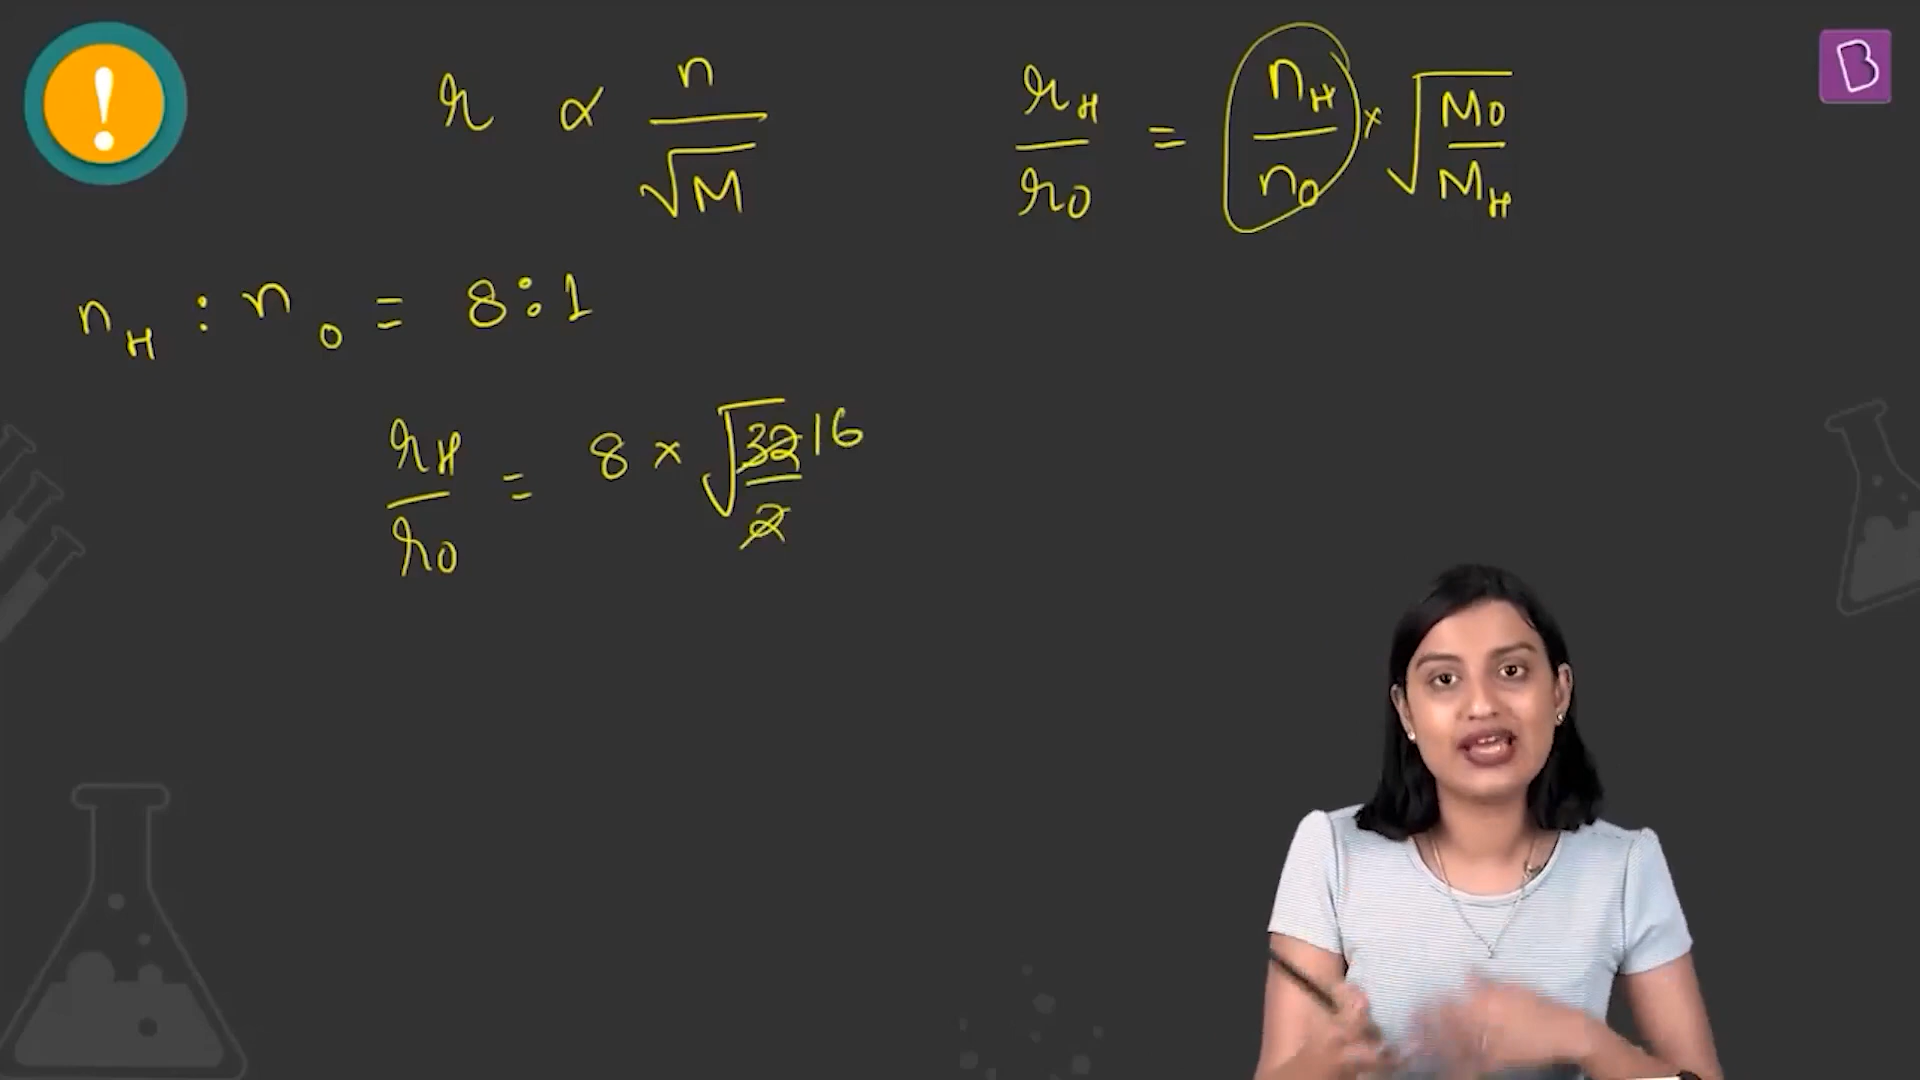 !
r ∝ n/√M
r_H/r_O = n_H/n_O × √(M_O/M_H)
B
n_H : n_O = 8:1
r_H/r_O = 8 × √(32/2) 16